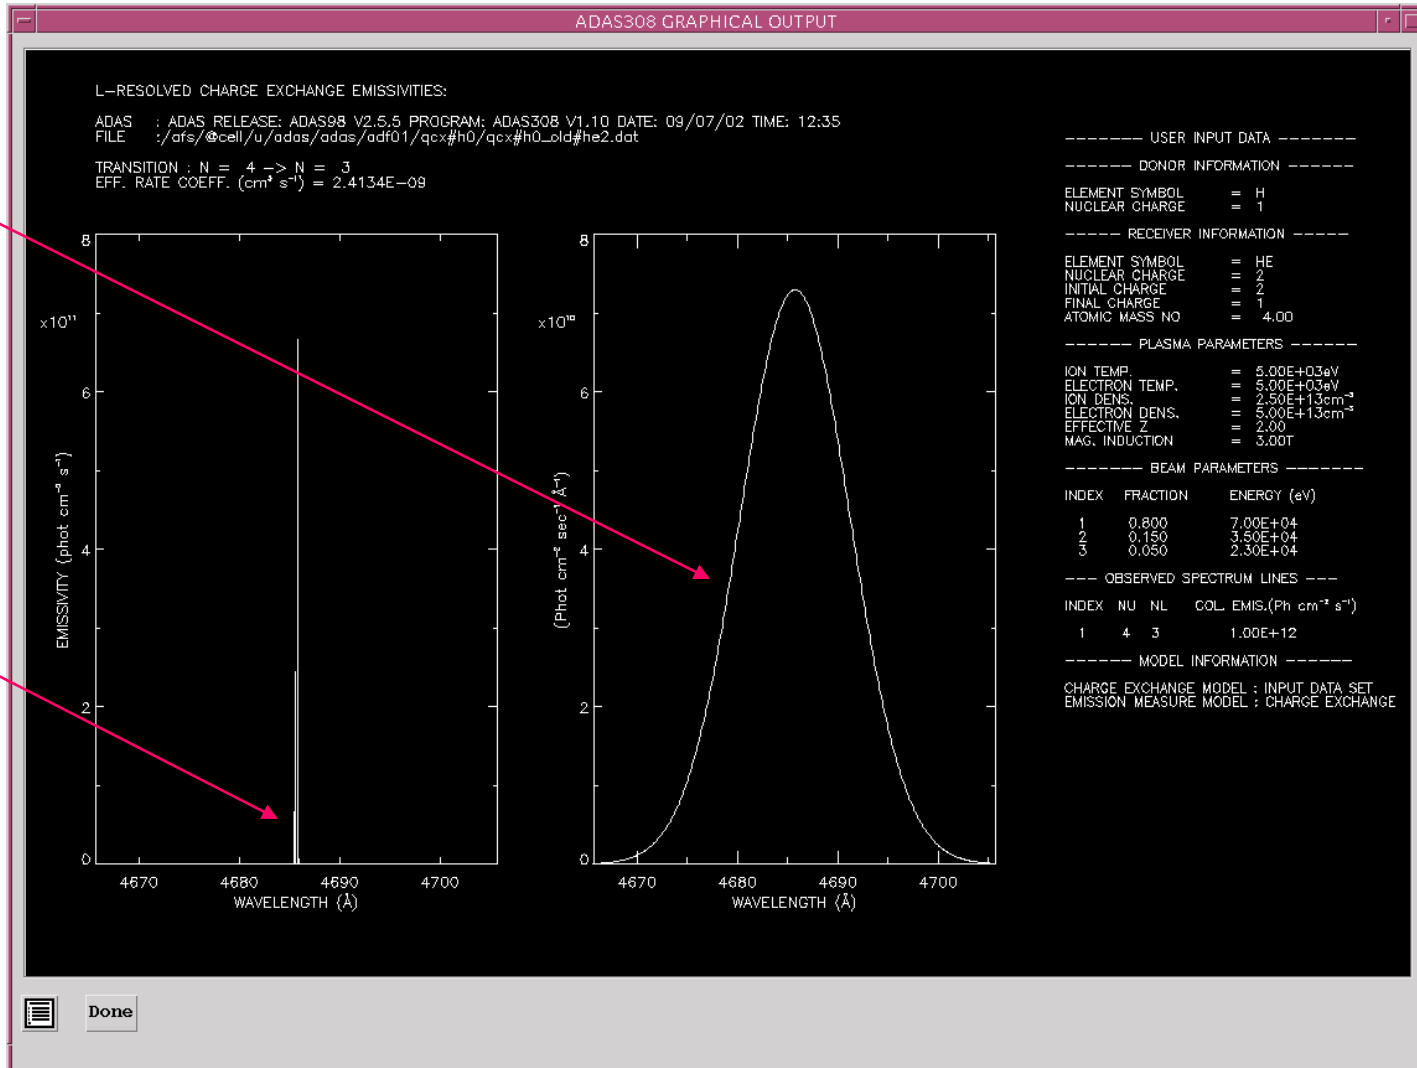 ADAS308 GRAPHICAL OUTPUT
L-RESOLVED CHARGE EXCHANGE EMISSIVITIES:
ADAS : ADAS RELEASE: ADAS98 V2.5.5 PROGRAM: ADAS308 V1.10 DATE: 09/07/02 TIME: 12:35
FILE :/afs/@cell/u/adas/adas/adf01/qcx#h0/qcx#h0_old#he2.dat
TRANSITION : N = 4 -> N = 3
EFF. RATE COEFF. (cm³ s⁻¹) = 2.4134E-09
8
×10¹¹
6
4
2
0
EMISSIVITY (phot cm⁻² s⁻¹)
4670 4680 4690 4700
WAVELENGTH (Å)
8
×10¹⁰
6
4
2
0
(Phot cm⁻² sec⁻¹ Å⁻¹)
4670 4680 4690 4700
WAVELENGTH (Å)
------- USER INPUT DATA -------
------ DONOR INFORMATION ------
ELEMENT SYMBOL = H
NUCLEAR CHARGE = 1
----- RECEIVER INFORMATION -----
ELEMENT SYMBOL = HE
NUCLEAR CHARGE = 2
INITIAL CHARGE = 2
FINAL CHARGE = 1
ATOMIC MASS NO = 4.00
------ PLASMA PARAMETERS ------
ION TEMP. = 5.00E+03eV
ELECTRON TEMP. = 5.00E+03eV
ION DENS. = 2.50E+13cm⁻³
ELECTRON DENS. = 5.00E+13cm⁻³
EFFECTIVE Z = 2.00
MAG. INDUCTION = 3.00T
------- BEAM PARAMETERS -------
INDEX FRACTION ENERGY (eV)
1 0.800 7.00E+04
2 0.150 3.50E+04
3 0.050 2.30E+04
--- OBSERVED SPECTRUM LINES ---
INDEX NU NL COL. EMIS.(Ph cm⁻² s⁻¹)
1 4 3 1.00E+12
------ MODEL INFORMATION ------
CHARGE EXCHANGE MODEL : INPUT DATA SET
EMISSION MEASURE MODEL : CHARGE EXCHANGE
Done